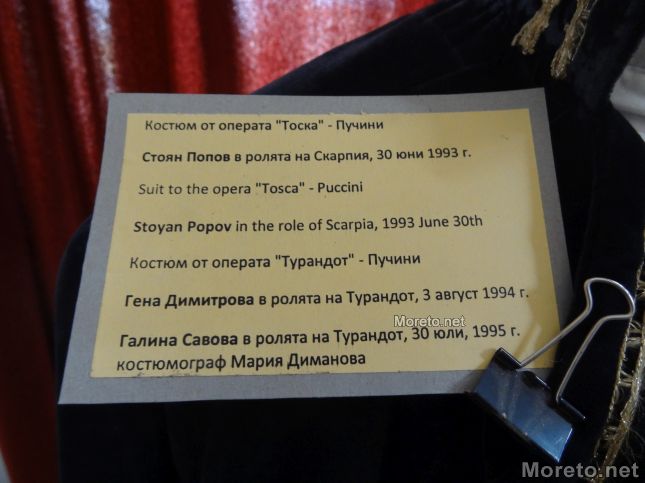 Костюм от операта "Тоска" - Пучини
Стоян Попов в ролята на Скарпия, 30 юни 1993 г.
Suit to the opera "Tosca" - Puccini
Stoyan Popov in the role of Scarpia, 1993 June 30th
Костюм от операта "Турандот" - Пучини
Гена Димитрова в ролята на Турандот, 3 август 1994 г.
Moreto.net
Галина Савова в ролята на Турандот, 30 юли, 1995 г.
костюмограф Мария Диманова
Moreto.net